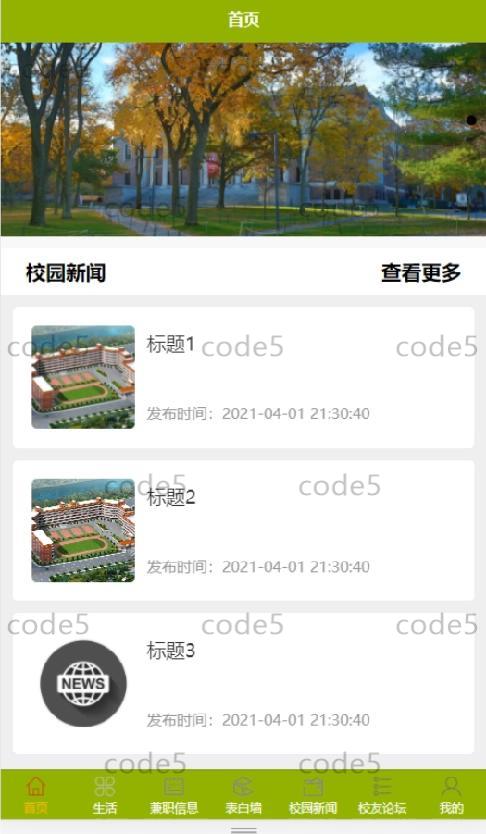 首页
code5
校园新闻 查看更多
标题1
code5 code5 code5
发布时间：2021-04-01 21:30:40
code5 code5
标题2
发布时间：2021-04-01 21:30:40
code5 code5 code5
标题3
NEWS
发布时间：2021-04-01 21:30:40
code5 code5
首页 生活 兼职信息 表白墙 校园新闻 校友论坛 我的